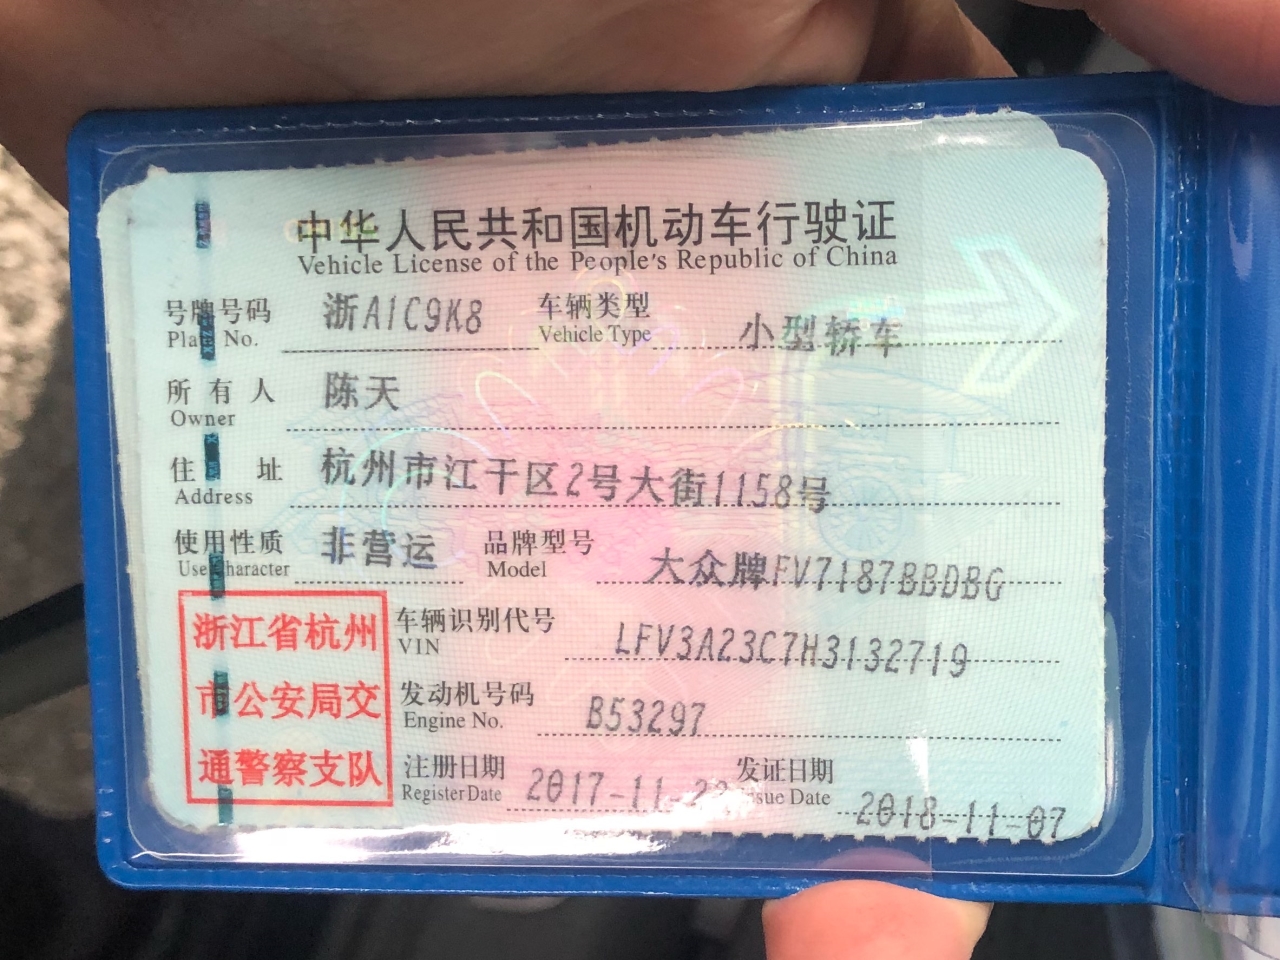 中华人民共和国机动车行驶证
Vehicle License of the People's Republic of China
号牌号码 浙A1C9K8 车辆类型 小型轿车
Plate No. Vehicle Type
所有人 陈天
Owner
住址 杭州市江干区2号大街1158号
Address
使用性质 非营运 品牌型号 大众牌FV7187BBDBG
Use Character Model
浙江省杭州
市公安局交
通警察支队
车辆识别代号 LFV3A23C7H3132719
VIN
发动机号码 B53297
Engine No.
注册日期 2017-11- 发证日期 2018-11-07
Register Date Issue Date